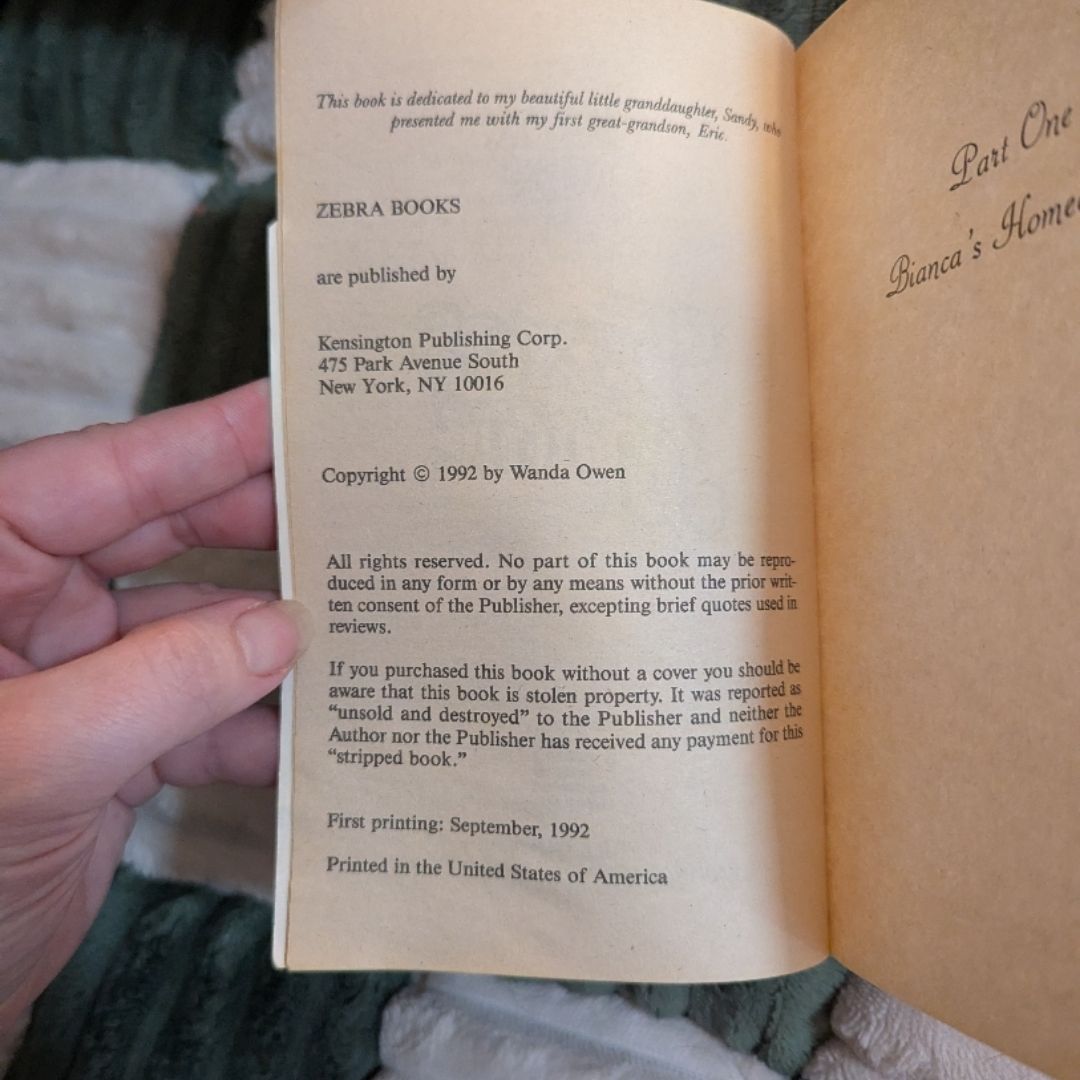 This book is dedicated to my beautiful little granddaughter, Sandy, who
presented me with my first great-grandson, Eric.
ZEBRA BOOKS
are published by
Kensington Publishing Corp.
475 Park Avenue South
New York, NY 10016
Copyright © 1992 by Wanda Owen
All rights reserved. No part of this book may be repro-
duced in any form or by any means without the prior writ-
ten consent of the Publisher, excepting brief quotes used in
reviews.
If you purchased this book without a cover you should be
aware that this book is stolen property. It was reported as
“unsold and destroyed” to the Publisher and neither the
Author nor the Publisher has received any payment for this
“stripped book.”
First printing: September, 1992
Printed in the United States of America
Part One
Bianca's